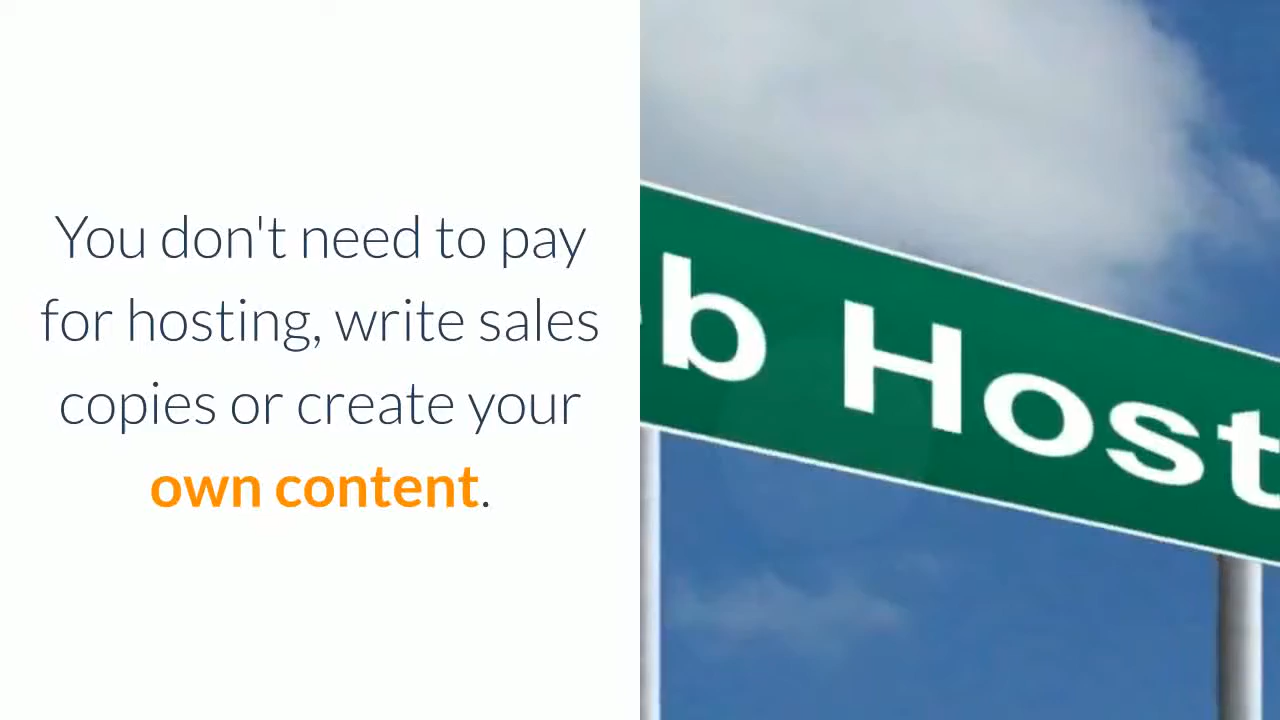 You don't need to pay
for hosting, write sales
copies or create your
own content.
b Host